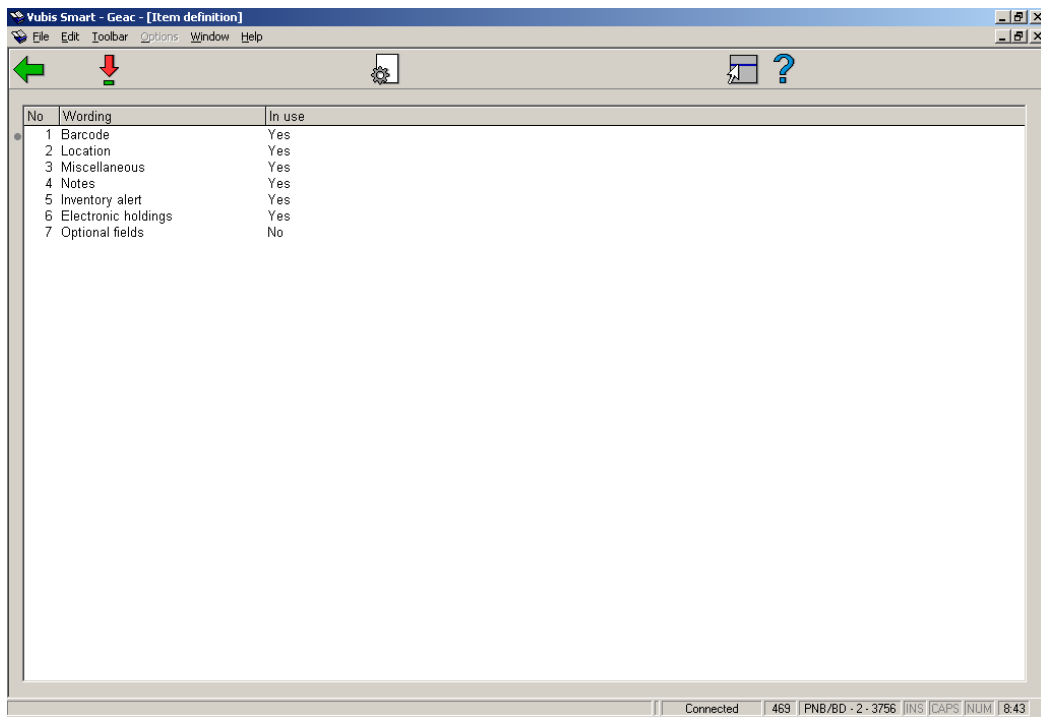 Vubis Smart - Geac - [Item definition]
File Edit Toolbar Options Window Help
No Wording In use
1 Barcode Yes
2 Location Yes
3 Miscellaneous Yes
4 Notes Yes
5 Inventory alert Yes
6 Electronic holdings Yes
7 Optional fields No
Connected 469 PNB/BD - 2 - 3756 INS CAPS NUM 8:43